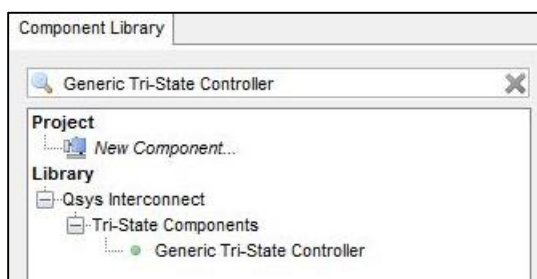 Component Library
Generic Tri-State Controller
Project
New Component...
Library
Qsys Interconnect
Tri-State Components
Generic Tri-State Controller